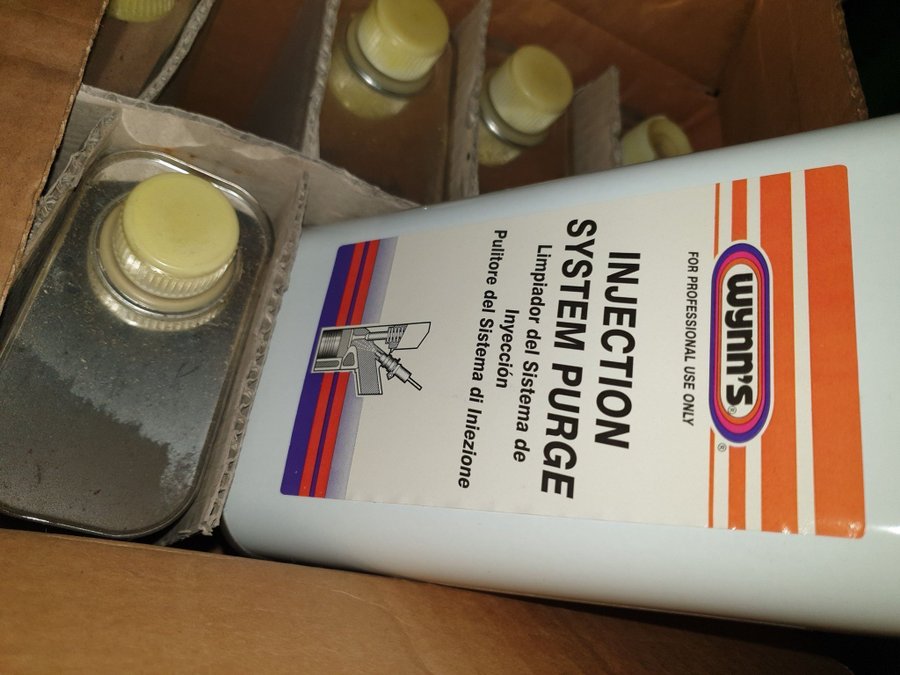 wynn's
FOR PROFESSIONAL USE ONLY
INJECTION
SYSTEM PURGE
Limpiador del Sistema de
Inyección
Pulitore del Sistema di Iniezione